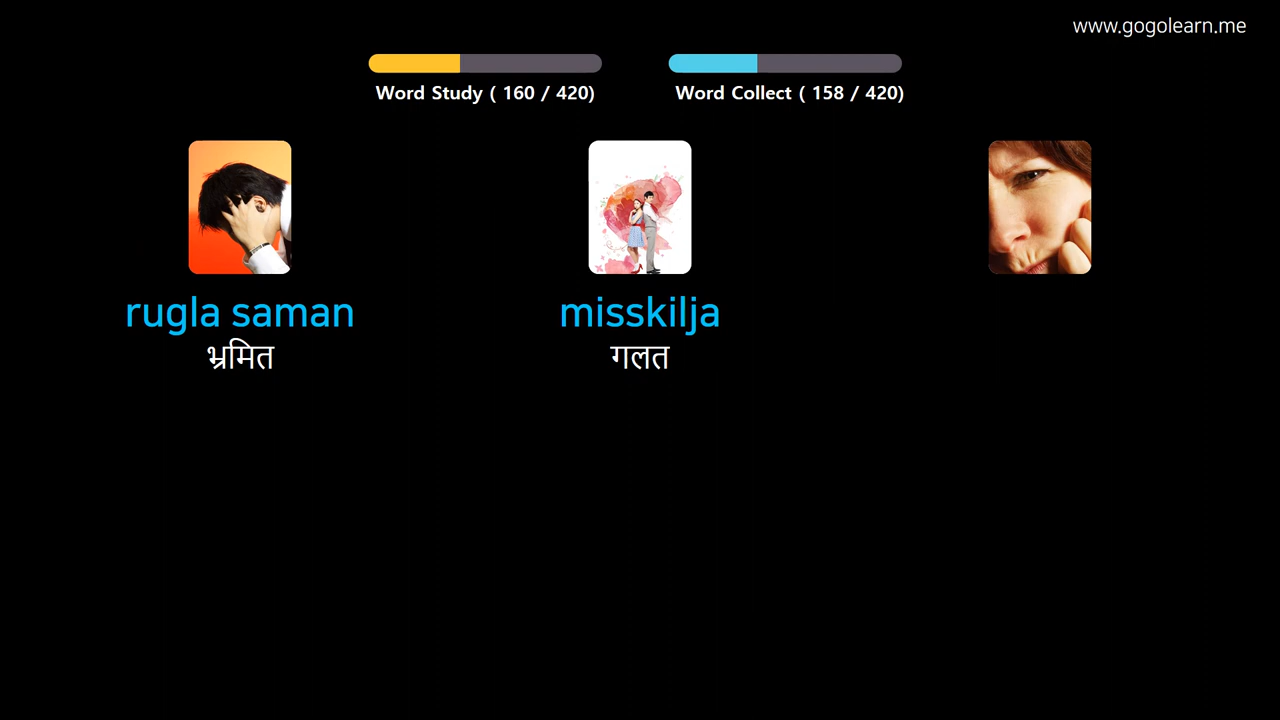 www.gogolearn.me
Word Study ( 160 / 420)
Word Collect ( 158 / 420)
rugla saman
भ्रमित
misskilja
गलत